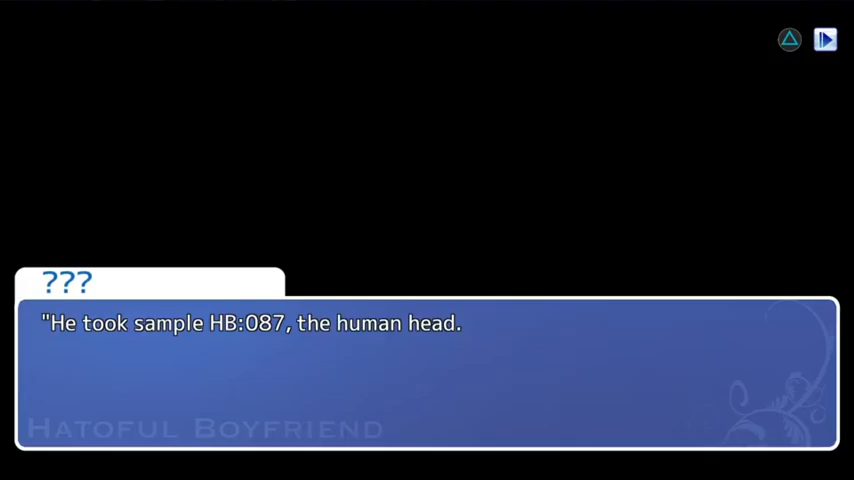 ???
"He took sample HB:087, the human head.
HATOFUL BOYFRIEND